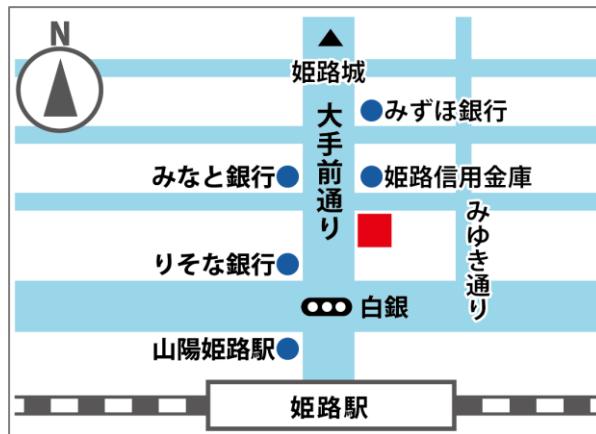 N
姫路城
大手前通り
みずほ銀行
みなと銀行
姫路信用金庫
みゆき通り
りそな銀行
白銀
山陽姫路駅
姫路駅